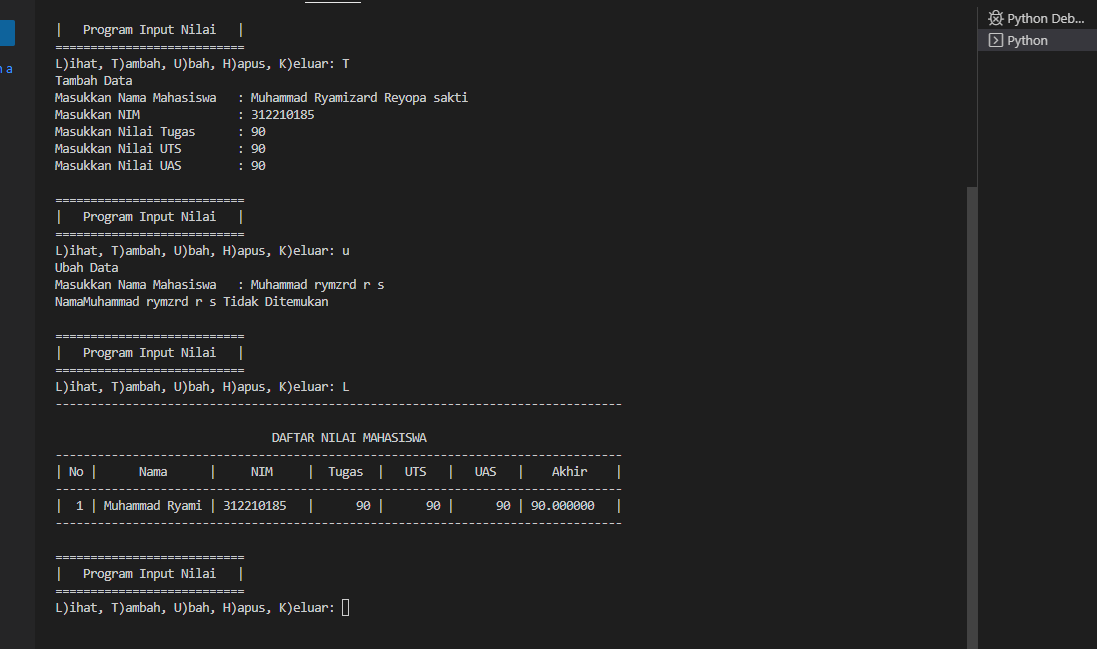 |   Program Input Nilai   |
===========================
L)ihat, T)ambah, U)bah, H)apus, K)eluar: T
Tambah Data
Masukkan Nama Mahasiswa   : Muhammad Ryamizard Reyopa sakti
Masukkan NIM              : 312210185
Masukkan Nilai Tugas      : 90
Masukkan Nilai UTS        : 90
Masukkan Nilai UAS        : 90
===========================
|   Program Input Nilai   |
===========================
L)ihat, T)ambah, U)bah, H)apus, K)eluar: u
Ubah Data
Masukkan Nama Mahasiswa   : Muhammad rymzrd r s
NamaMuhammad rymzrd r s Tidak Ditemukan
===========================
|   Program Input Nilai   |
===========================
L)ihat, T)ambah, U)bah, H)apus, K)eluar: L
---------------------------------------------------------------------------------
DAFTAR NILAI MAHASISWA
---------------------------------------------------------------------------------
| No |      Nama      |     NIM     |  Tugas  |   UTS   |   UAS   |    Akhir    |
---------------------------------------------------------------------------------
|  1 | Muhammad Ryami | 312210185   |      90 |      90 |      90 | 90.000000   |
---------------------------------------------------------------------------------
===========================
|   Program Input Nilai   |
===========================
L)ihat, T)ambah, U)bah, H)apus, K)eluar:
Python Deb...
Python